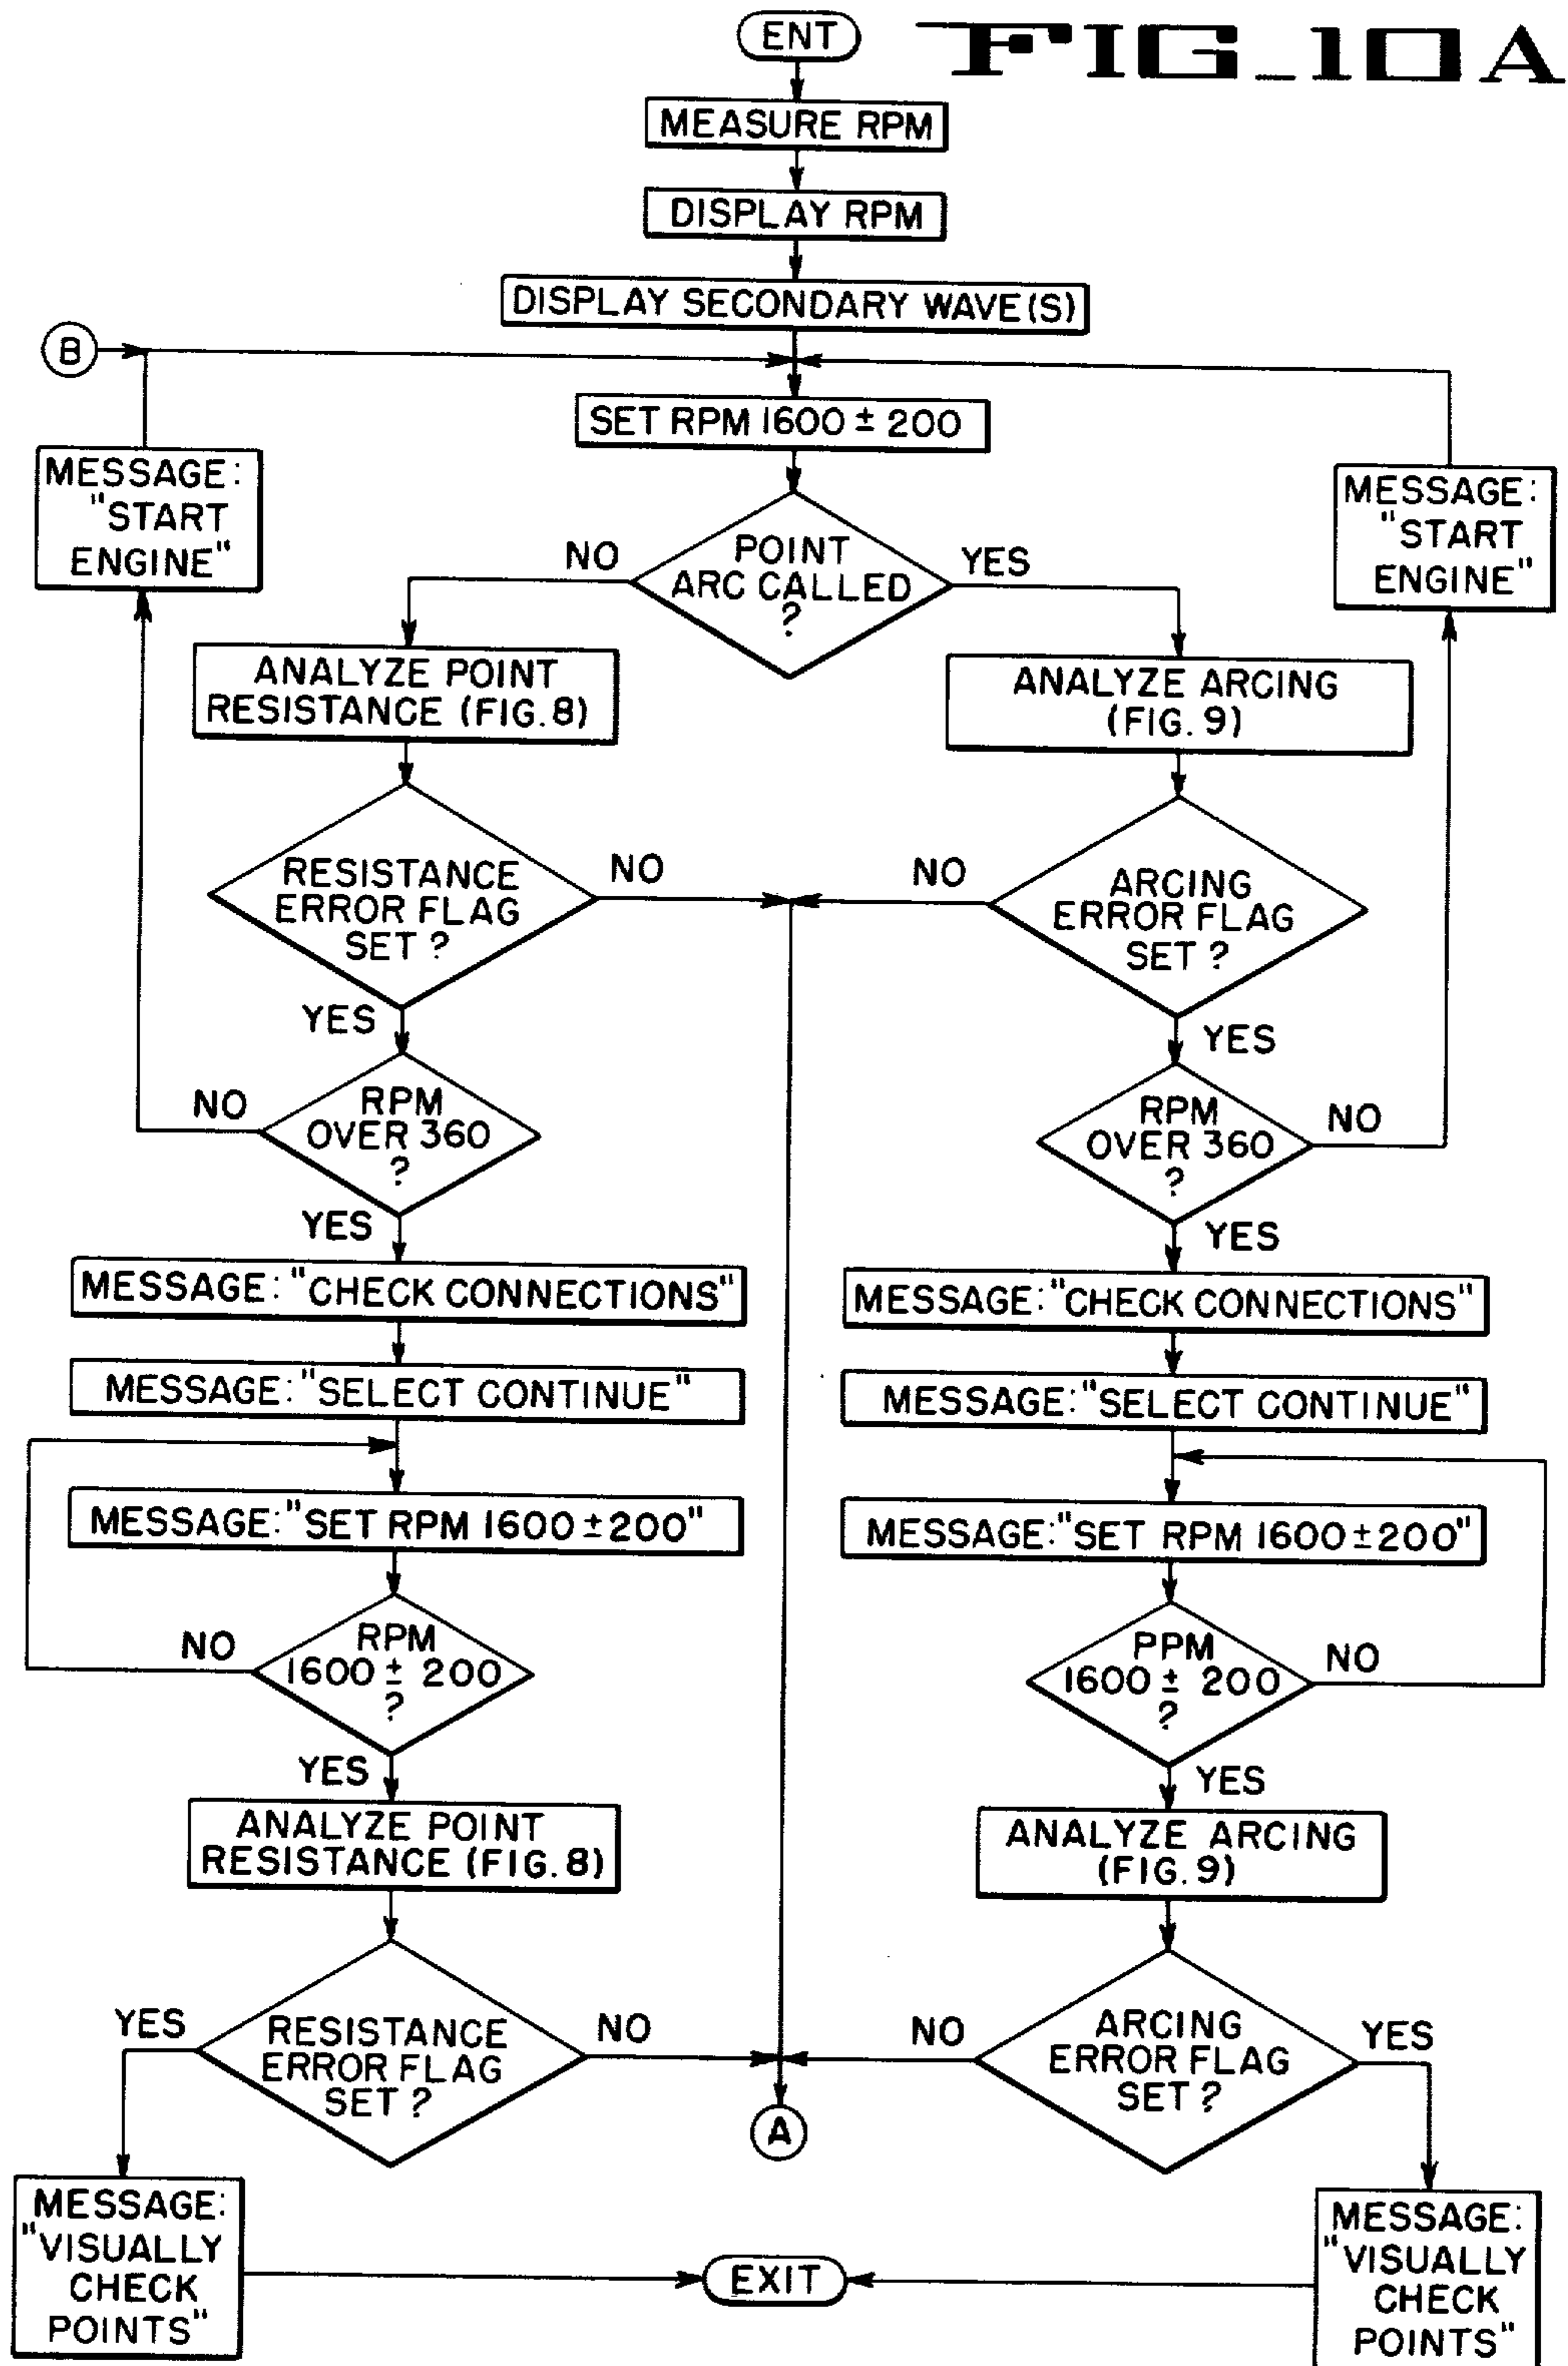 FIG_10A
ENT
MEASURE RPM
DISPLAY RPM
DISPLAY SECONDARY WAVE(S)
B
SET RPM 1600 ± 200
MESSAGE:
"START
ENGINE"
MESSAGE:
"START
ENGINE"
POINT
ARC CALLED
?
NO
YES
ANALYZE POINT
RESISTANCE (FIG. 8)
ANALYZE ARCING
(FIG. 9)
RESISTANCE
ERROR FLAG
SET ?
NO
NO
ARCING
ERROR FLAG
SET ?
YES
YES
RPM
OVER 360
?
NO
RPM
OVER 360
?
NO
YES
YES
MESSAGE: "CHECK CONNECTIONS"
MESSAGE: "CHECK CONNECTIONS"
MESSAGE: "SELECT CONTINUE"
MESSAGE: "SELECT CONTINUE"
MESSAGE: "SET RPM 1600 ± 200"
MESSAGE: "SET RPM 1600 ± 200"
NO
RPM
1600 ± 200
?
PPM
1600 ± 200
?
NO
YES
YES
ANALYZE POINT
RESISTANCE (FIG. 8)
ANALYZE ARCING
(FIG. 9)
YES
RESISTANCE
ERROR FLAG
SET ?
NO
NO
ARCING
ERROR FLAG
SET ?
YES
A
MESSAGE:
"VISUALLY
CHECK
POINTS"
EXIT
MESSAGE:
"VISUALLY
CHECK
POINTS"